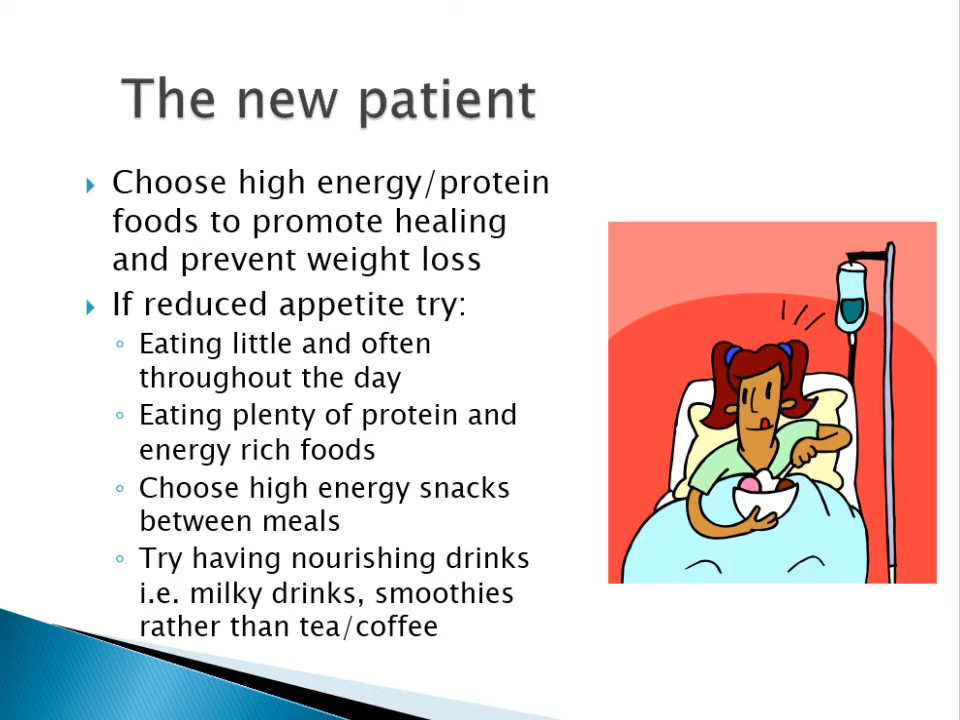 The new patient
Choose high energy/protein
foods to promote healing
and prevent weight loss
If reduced appetite try:
Eating little and often
throughout the day
Eating plenty of protein and
energy rich foods
Choose high energy snacks
between meals
Try having nourishing drinks
i.e. milky drinks, smoothies
rather than tea/coffee